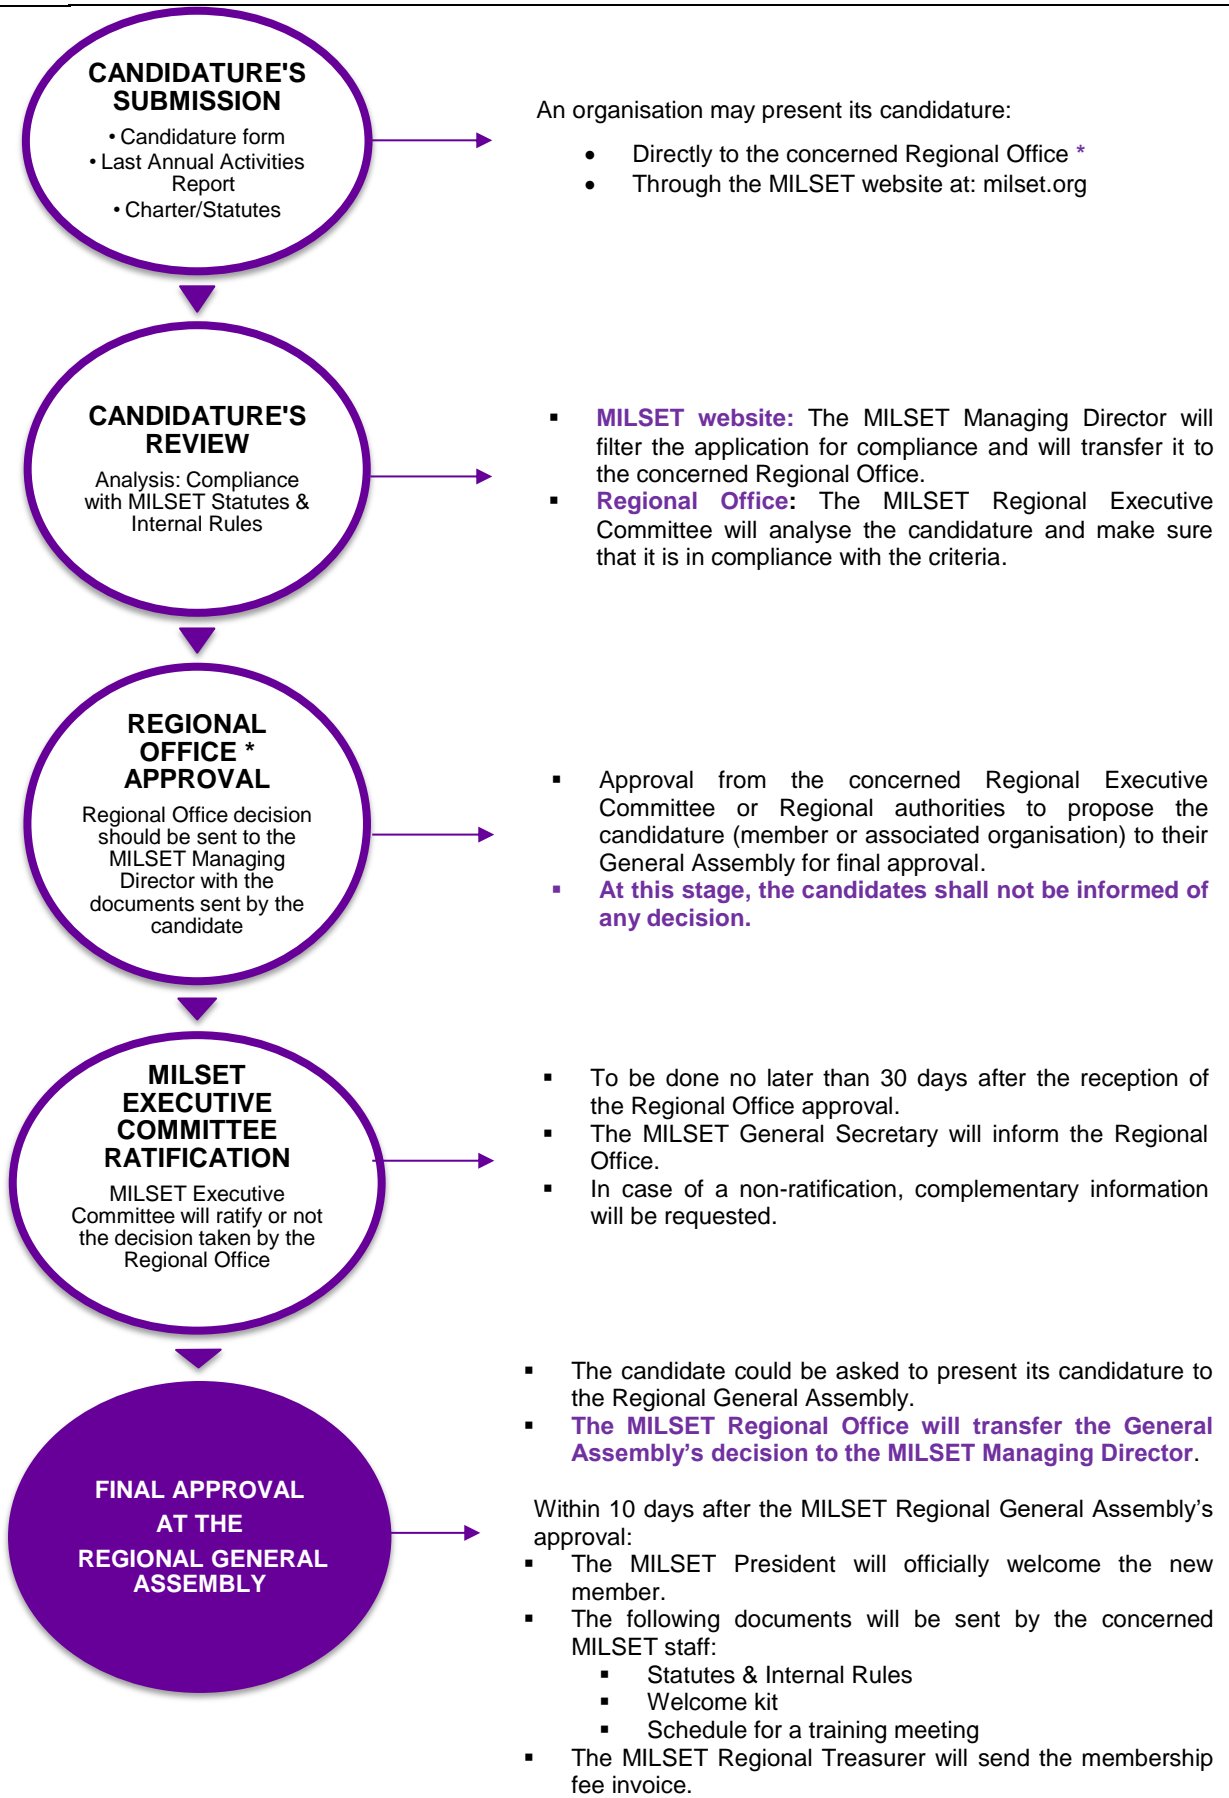 CANDIDATURE'S
SUBMISSION
• Candidature form
• Last Annual Activities
Report
• Charter/Statutes
An organisation may present its candidature:
• Directly to the concerned Regional Office *
• Through the MILSET website at: milset.org
CANDIDATURE'S
REVIEW
Analysis: Compliance
with MILSET Statutes &
Internal Rules
▪ MILSET website: The MILSET Managing Director will
filter the application for compliance and will transfer it to
the concerned Regional Office.
▪ Regional Office: The MILSET Regional Executive
Committee will analyse the candidature and make sure
that it is in compliance with the criteria.
REGIONAL
OFFICE *
APPROVAL
Regional Office decision
should be sent to the
MILSET Managing
Director with the
documents sent by the
candidate
▪ Approval from the concerned Regional Executive
Committee or Regional authorities to propose the
candidature (member or associated organisation) to their
General Assembly for final approval.
▪ At this stage, the candidates shall not be informed of
any decision.
MILSET
EXECUTIVE
COMMITTEE
RATIFICATION
MILSET Executive
Committee will ratify or not
the decision taken by the
Regional Office
▪ To be done no later than 30 days after the reception of
the Regional Office approval.
▪ The MILSET General Secretary will inform the Regional
Office.
▪ In case of a non-ratification, complementary information
will be requested.
FINAL APPROVAL
AT THE
REGIONAL GENERAL
ASSEMBLY
▪ The candidate could be asked to present its candidature to
the Regional General Assembly.
▪ The MILSET Regional Office will transfer the General
Assembly’s decision to the MILSET Managing Director.
Within 10 days after the MILSET Regional General Assembly’s
approval:
▪ The MILSET President will officially welcome the new
member.
▪ The following documents will be sent by the concerned
MILSET staff:
▪ Statutes & Internal Rules
▪ Welcome kit
▪ Schedule for a training meeting
▪ The MILSET Regional Treasurer will send the membership
fee invoice.